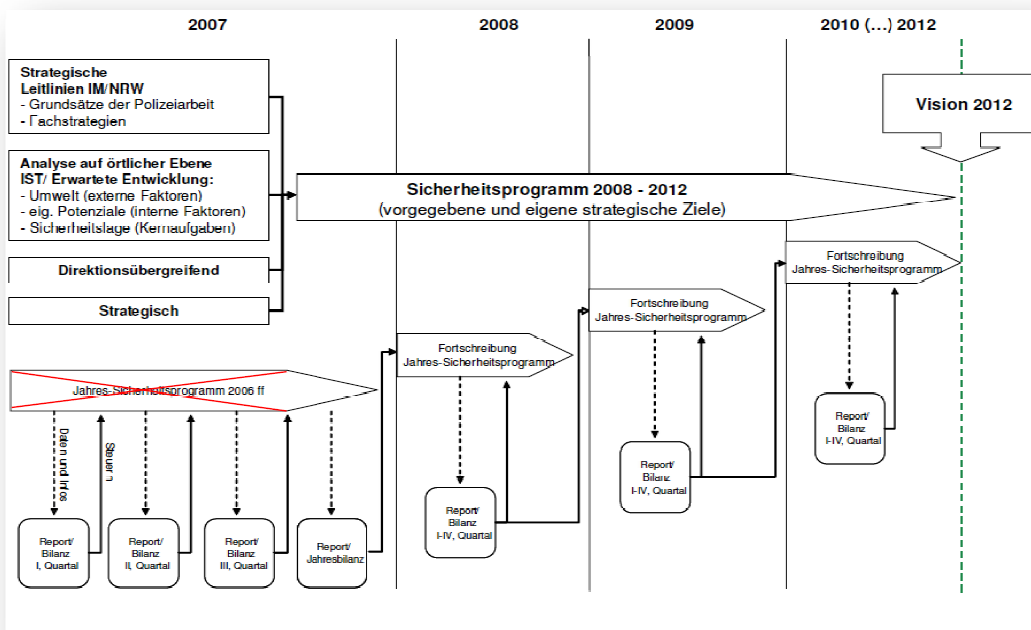 2007
2008
2009
2010 (...) 2012
Strategische
Leitlinien IM/NRW
- Grundsätze der Polizeiarbeit
- Fachstrategien
Vision 2012
Analyse auf örtlicher Ebene
IST/ Erwartete Entwicklung:
- Umwelt (externe Faktoren)
- eig. Potenziale (interne Faktoren)
- Sicherheitslage (Kernaufgaben)
Sicherheitsprogramm 2008 - 2012
(vorgegebene und eigene strategische Ziele)
Direktionsübergreifend
Strategisch
Fortschreibung
Jahres-Sicherheitsprogramm
Fortschreibung
Jahres-Sicherheitsprogramm
Fortschreibung
Jahres-Sicherheitsprogramm
Jahres-Sicherheitsprogramm 2006 ff
Daten und Infos
Steuern
Report/
Bilanz
I, Quartal
Report/
Bilanz
II, Quartal
Report/
Bilanz
III, Quartal
Report/
Jahresbilanz
Report/
Bilanz
I-IV, Quartal
Report/
Bilanz
I-IV, Quartal
Report/
Bilanz
I-IV, Quartal